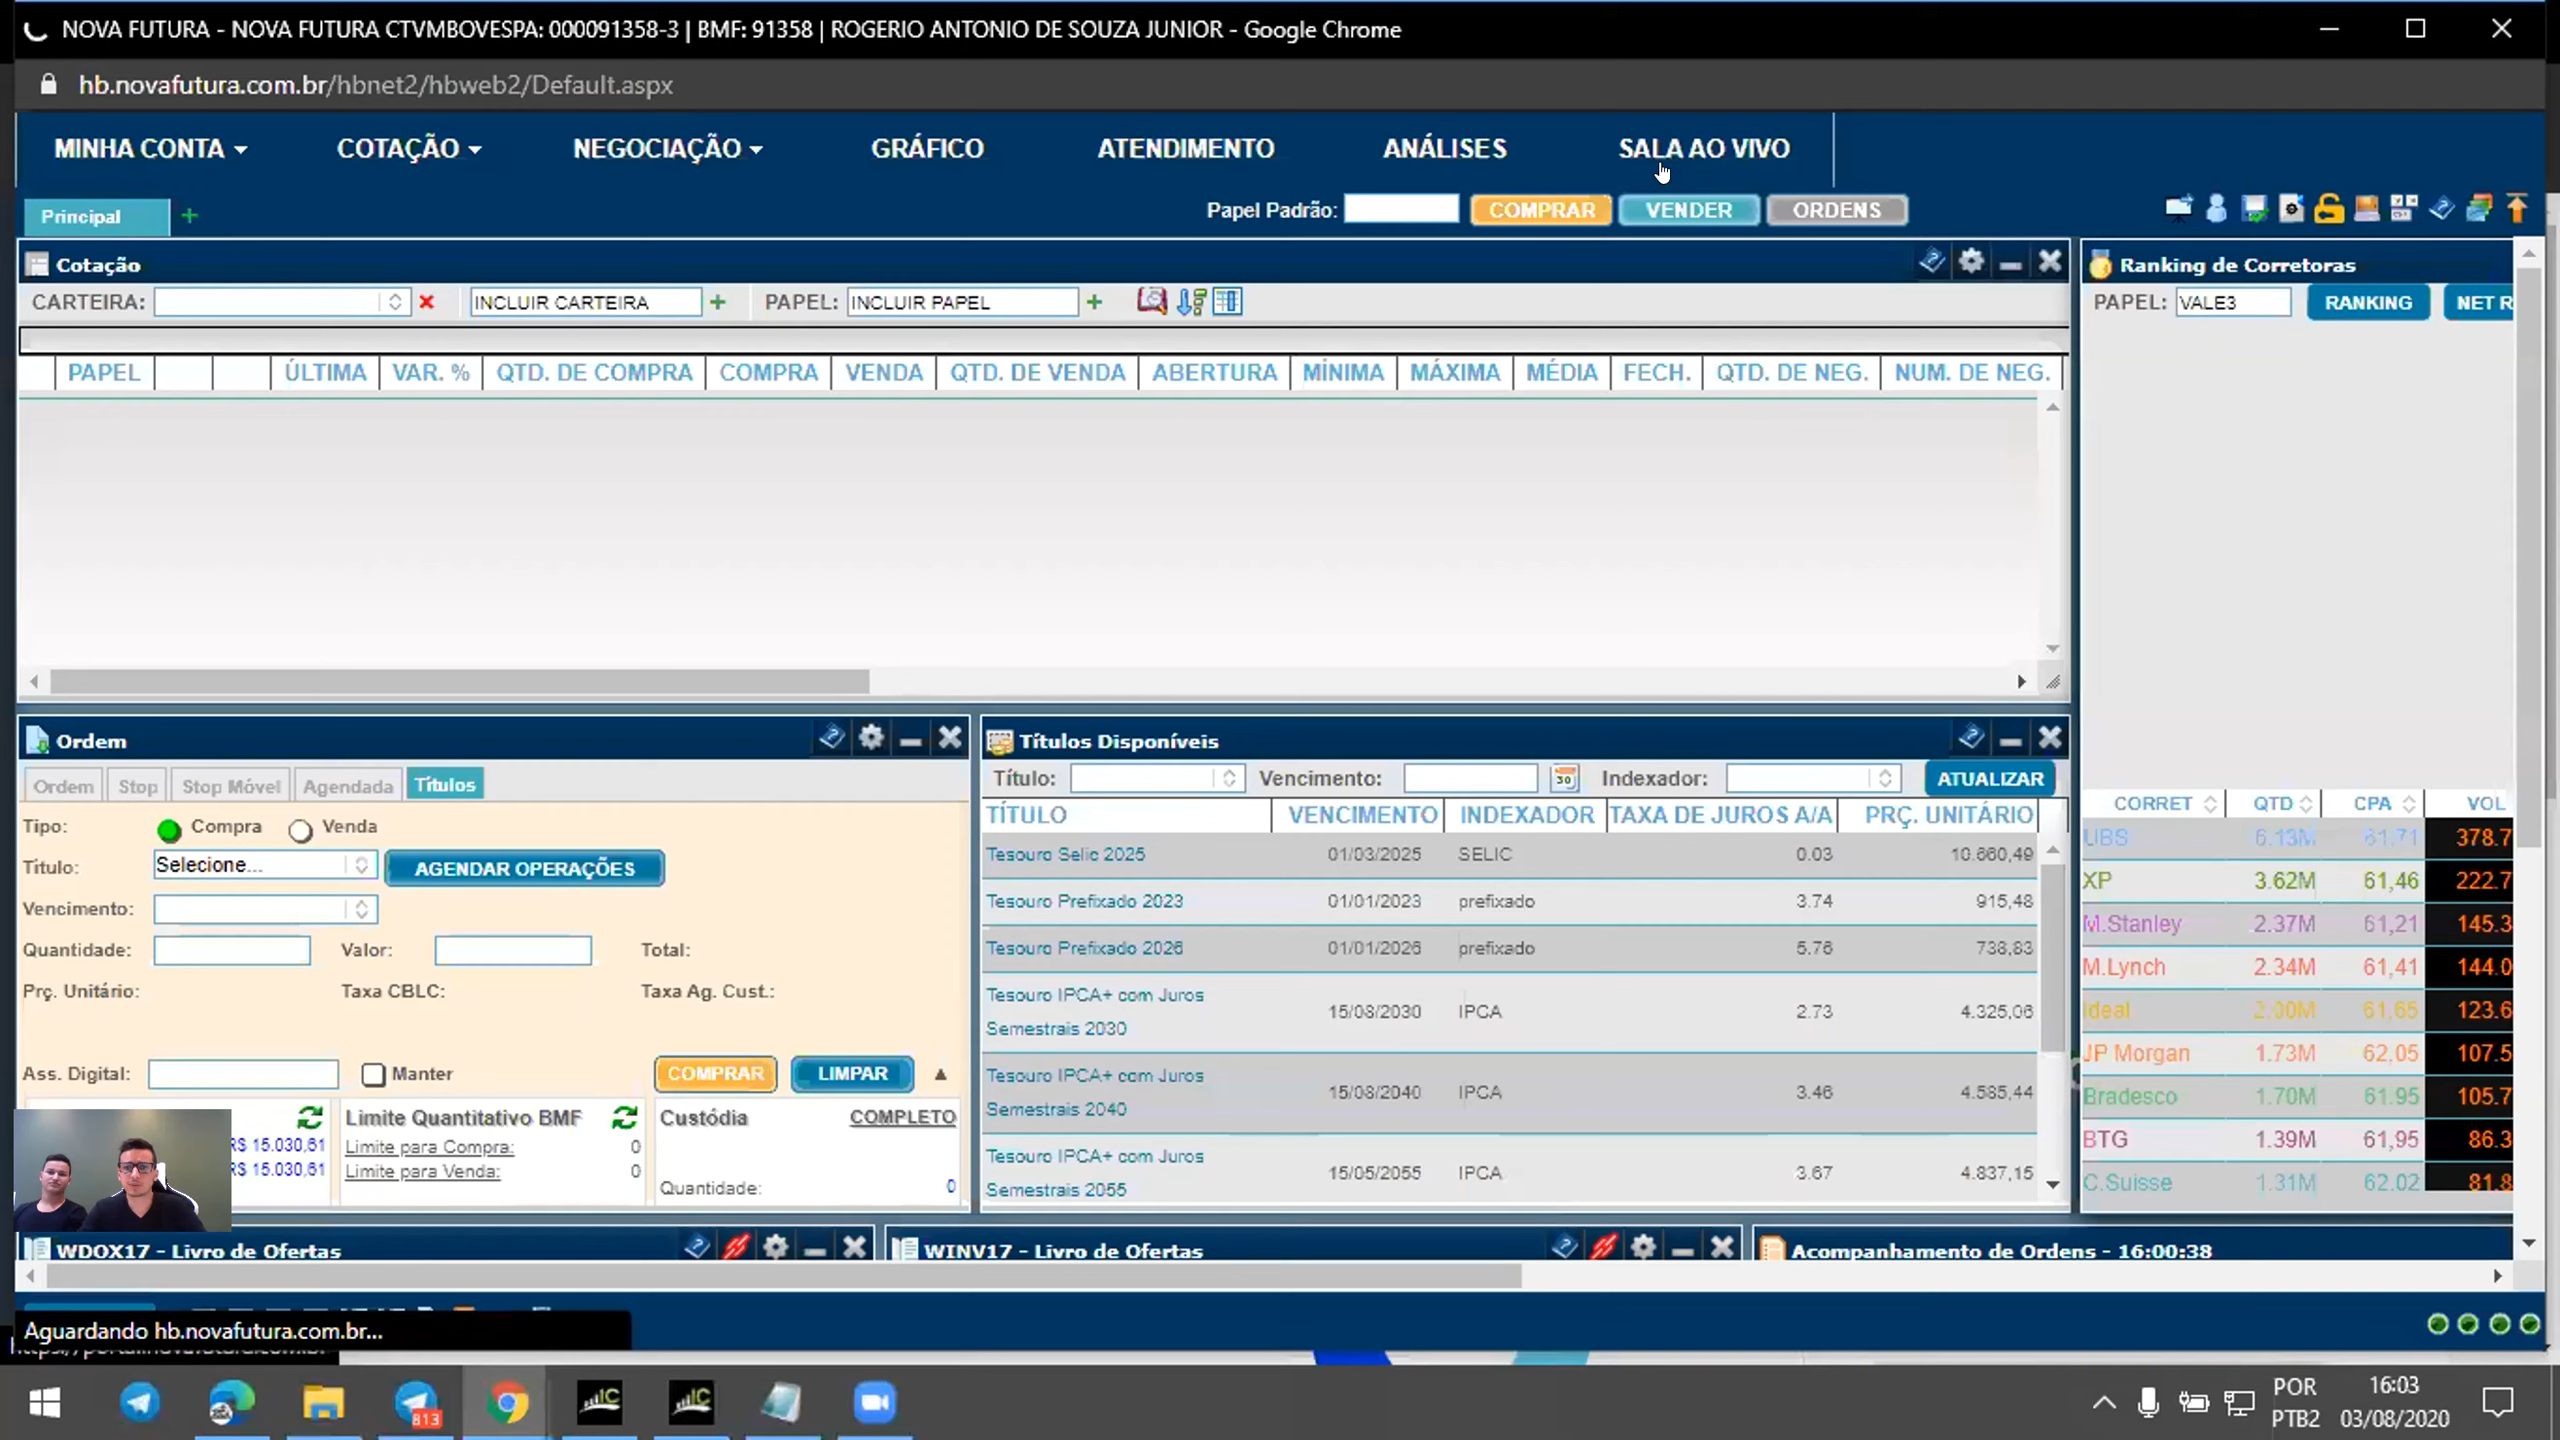 NOVA FUTURA - NOVA FUTURA CTVMBOVESPA: 000091358-3 | BMF: 91358 | ROGERIO ANTONIO DE SOUZA JUNIOR - Google Chrome
hb.novafutura.com.br/hbnet2/hbweb2/Default.aspx
MINHA CONTA COTAÇÃO NEGOCIAÇÃO GRÁFICO ATENDIMENTO ANÁLISES SALA AO VIVO
Principal + Papel Padrão: COMPRAR VENDER ORDENS
Cotação
CARTEIRA: INCLUIR CARTEIRA + PAPEL: INCLUIR PAPEL +
PAPEL ÚLTIMA VAR. % QTD. DE COMPRA COMPRA VENDA QTD. DE VENDA ABERTURA MÍNIMA MÁXIMA MÉDIA FECH. QTD. DE NEG. NUM. DE NEG.
Ranking de Corretoras
PAPEL: VALE3 RANKING NET R
CORRET QTD CPA VOL
UBS 6.13M 61,71 378.7
XP 3.62M 61,46 222.7
M.Stanley 2.37M 61,21 145.3
M.Lynch 2.34M 61,41 144.0
Ideal 2,00M 61,65 123.6
JP Morgan 1.73M 62,05 107.5
Bradesco 1.70M 61.95 105.7
BTG 1.39M 61,95 86.3
C.Suisse 1.31M 62.02 81.8
Ordem
Ordem Stop Stop Móvel Agendada Títulos
Tipo: Compra Venda
Título: Selecione... AGENDAR OPERAÇÕES
Vencimento:
Quantidade: Valor: Total:
Prç. Unitário: Taxa CBLC: Taxa Ag. Cust.:
Ass. Digital: Manter COMPRAR LIMPAR
Limite Quantitativo BMF Custódia COMPLETO
R$ 15.030,61 Limite para Compra: 0
R$ 15.030,61 Limite para Venda: 0
Quantidade: 0
Títulos Disponíveis
Título: Vencimento: 30 Indexador: ATUALIZAR
TÍTULO VENCIMENTO INDEXADOR TAXA DE JUROS A/A PRÇ. UNITÁRIO
Tesouro Selic 2025 01/03/2025 SELIC 0.03 10.660,49
Tesouro Prefixado 2023 01/01/2023 prefixado 3.74 915,48
Tesouro Prefixado 2026 01/01/2026 prefixado 5.76 738,83
Tesouro IPCA+ com Juros
Semestrais 2030 15/08/2030 IPCA 2.73 4.325,06
Tesouro IPCA+ com Juros
Semestrais 2040 15/08/2040 IPCA 3.46 4.585,44
Tesouro IPCA+ com Juros
Semestrais 2055 15/05/2055 IPCA 3.67 4.837,15
WDOX17 - Livro de Ofertas WINV17 - Livro de Ofertas Acompanhamento de Ordens - 16:00:38
Aguardando hb.novafutura.com.br...
813
IC
IC
POR 16:03
PTB2 03/08/2020